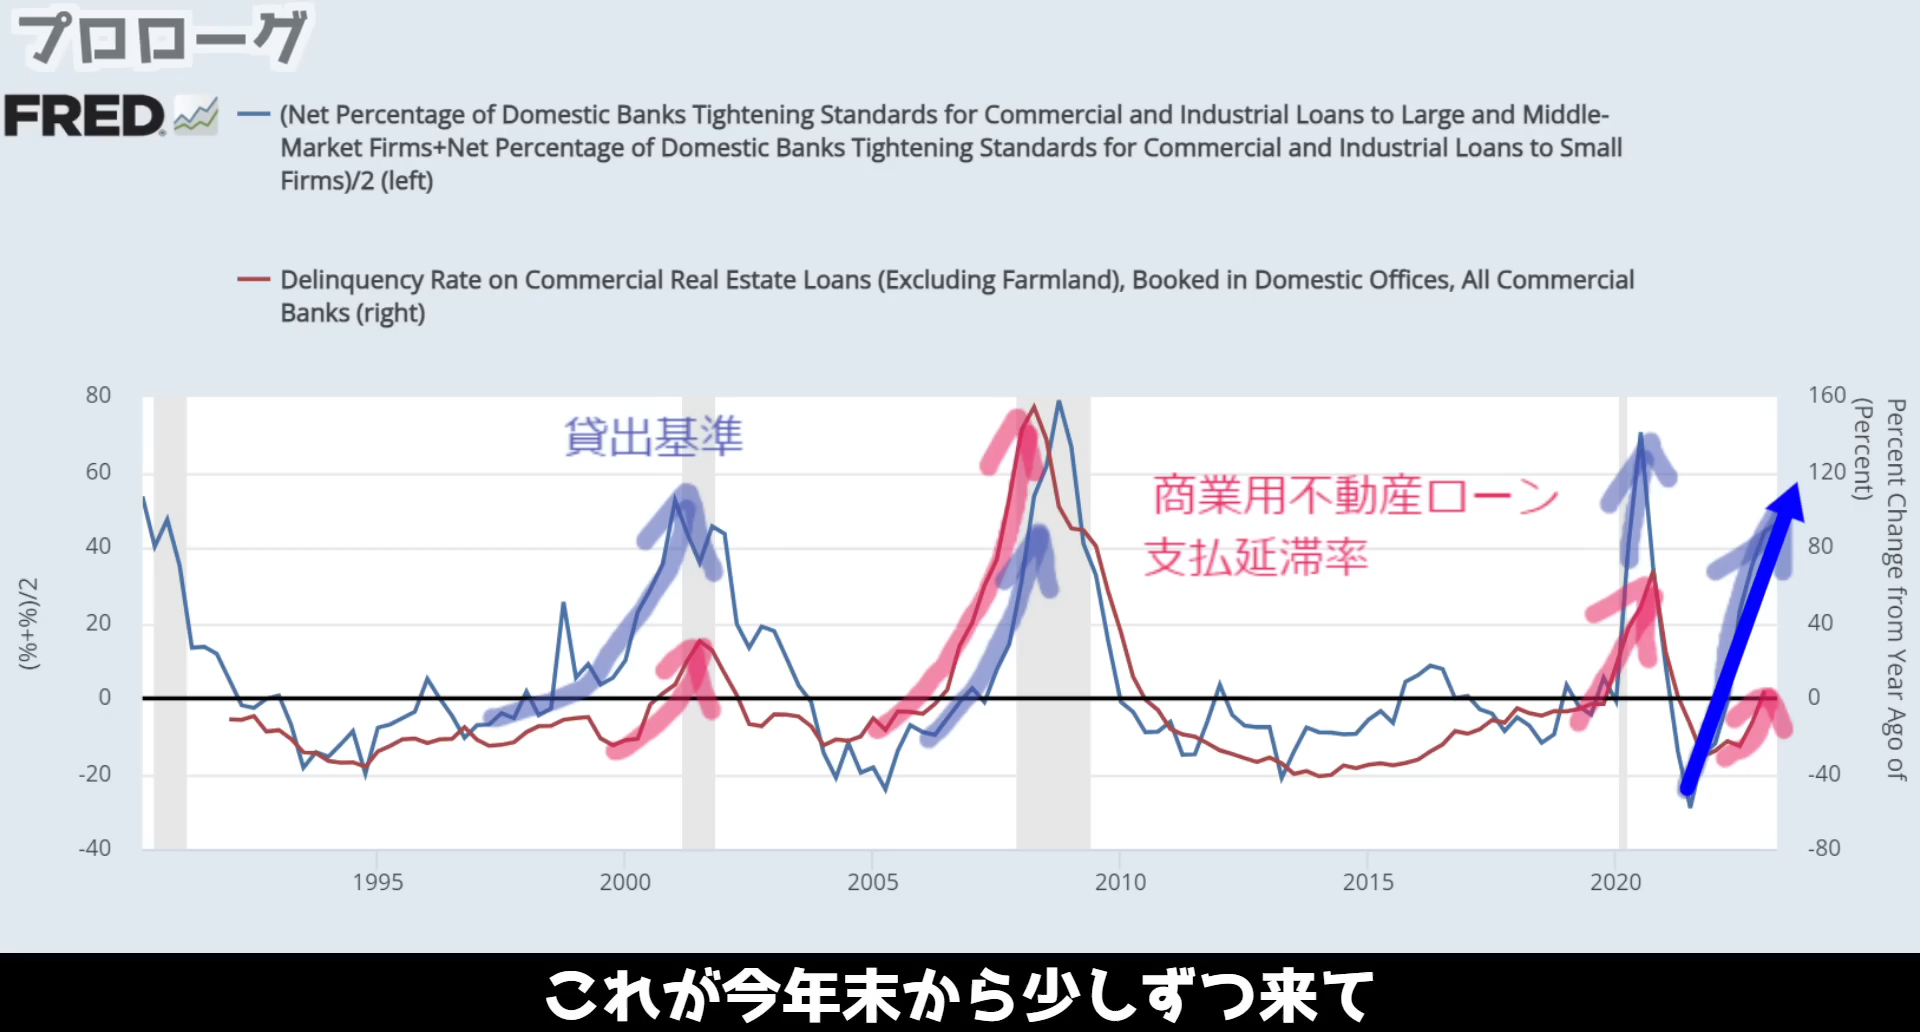 プロローグ
FRED
(Net Percentage of Domestic Banks Tightening Standards for Commercial and Industrial Loans to Large and Middle-
Market Firms+Net Percentage of Domestic Banks Tightening Standards for Commercial and Industrial Loans to Small
Firms)/2 (left)
Delinquency Rate on Commercial Real Estate Loans (Excluding Farmland), Booked in Domestic Offices, All Commercial
Banks (right)
貸出基準
商業用不動産ローン
支払延滞率
80
60
40
20
0
-20
-40
(%+%)/2
160
120
80
40
0
-40
-80
Percent Change from Year Ago of
(Percent)
1995
2000
2005
2010
2015
2020
これが今年末から少しずつ来て